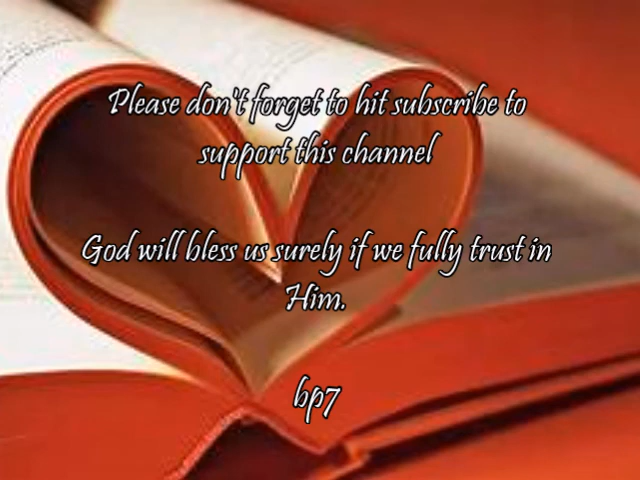 Please don't forget to hit subscribe to
support this channel
God will bless us surely if we fully trust in
Him.
bp7